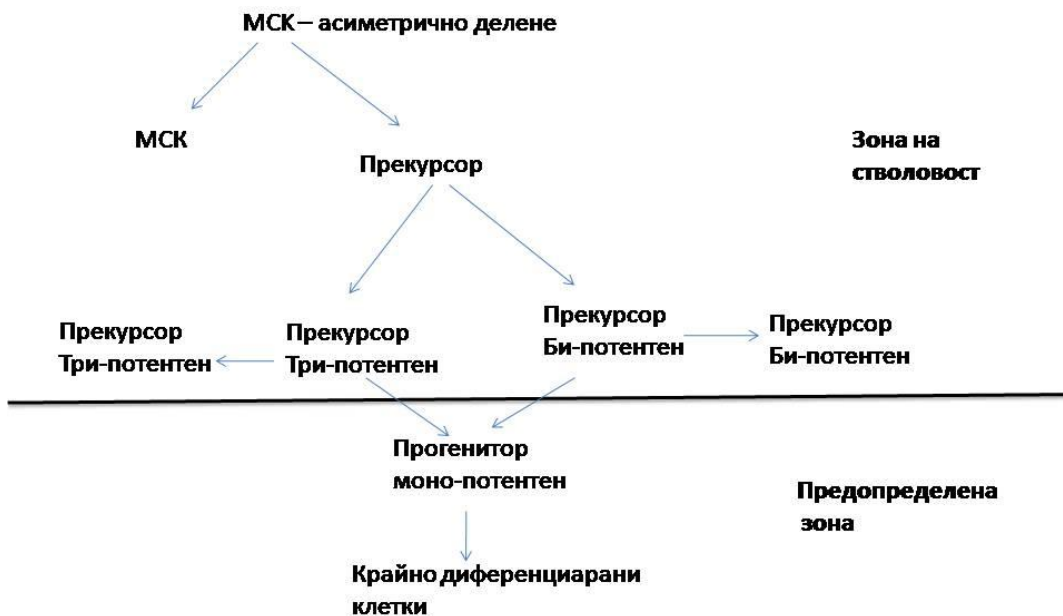 МСК – асиметрично делене
МСК
Прекурсор
Зона на
стволовост
Прекурсор
Три-потентен
Прекурсор
Три-потентен
Прекурсор
Би-потентен
Прекурсор
Би-потентен
Прогенитор
моно-потентен
Предопределена
зона
Крайно диференциарани
клетки